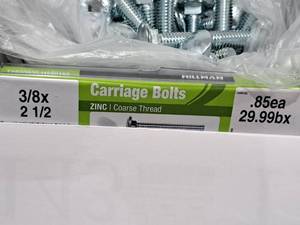 HILLMAN
Carriage Bolts
ZINC | Coarse Thread
3/8x
2 1/2
.85ea
29.99bx